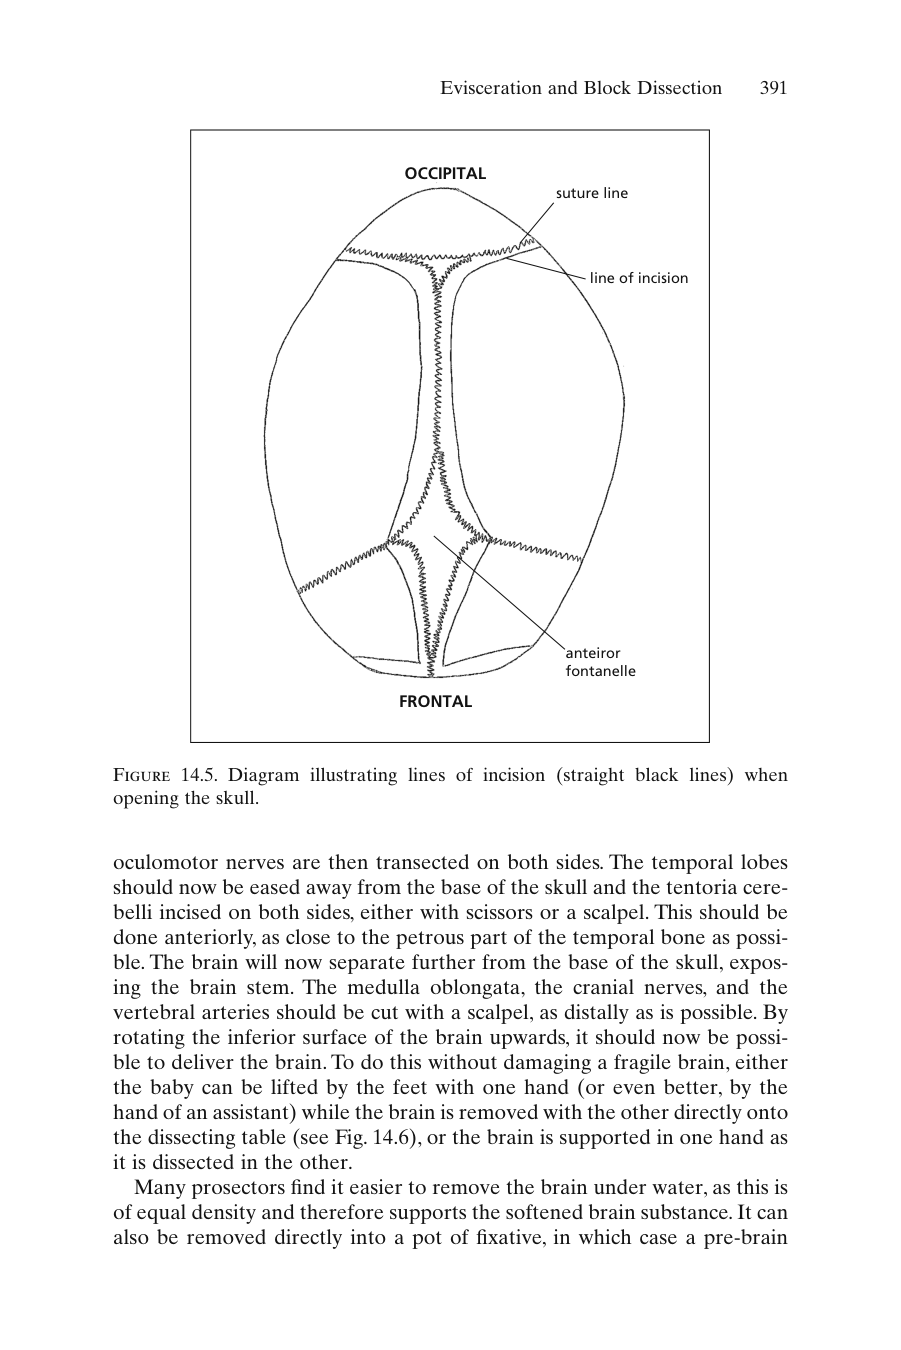 Evisceration and Block Dissection 391
OCCIPITAL
suture line
line of incision
anteiror
fontanelle
FRONTAL
FIGURE 14.5. Diagram illustrating lines of incision (straight black lines) when
opening the skull.
oculomotor nerves are then transected on both sides. The temporal lobes
should now be eased away from the base of the skull and the tentoria cere-
belli incised on both sides, either with scissors or a scalpel. This should be
done anteriorly, as close to the petrous part of the temporal bone as possi-
ble. The brain will now separate further from the base of the skull, expos-
ing the brain stem. The medulla oblongata, the cranial nerves, and the
vertebral arteries should be cut with a scalpel, as distally as is possible. By
rotating the inferior surface of the brain upwards, it should now be possi-
ble to deliver the brain. To do this without damaging a fragile brain, either
the baby can be lifted by the feet with one hand (or even better, by the
hand of an assistant) while the brain is removed with the other directly onto
the dissecting table (see Fig. 14.6), or the brain is supported in one hand as
it is dissected in the other.
Many prosectors find it easier to remove the brain under water, as this is
of equal density and therefore supports the softened brain substance. It can
also be removed directly into a pot of fixative, in which case a pre-brain